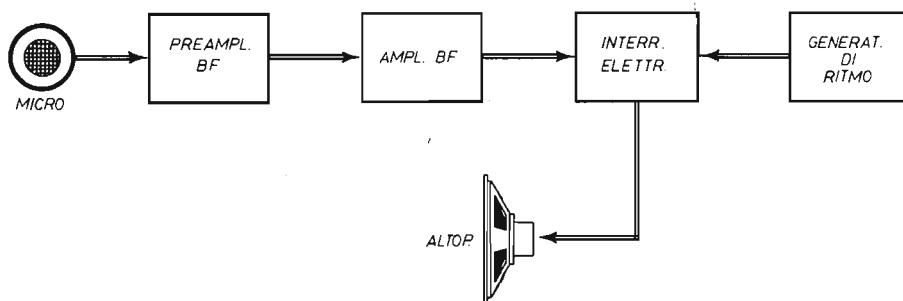 MICRO
PREAMPL.
BF
AMPL. BF
INTERR.
ELETTR.
GENERAT.
DI
RITMO
ALTOP.